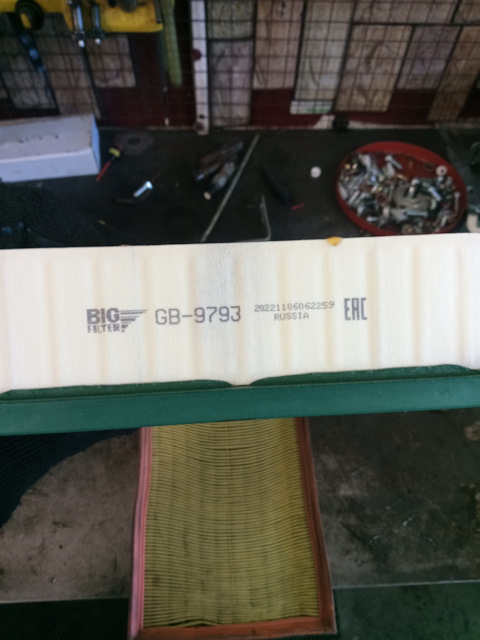 BIG
FILTER
GB-9793
20221106062259
RUSSIA
EAC